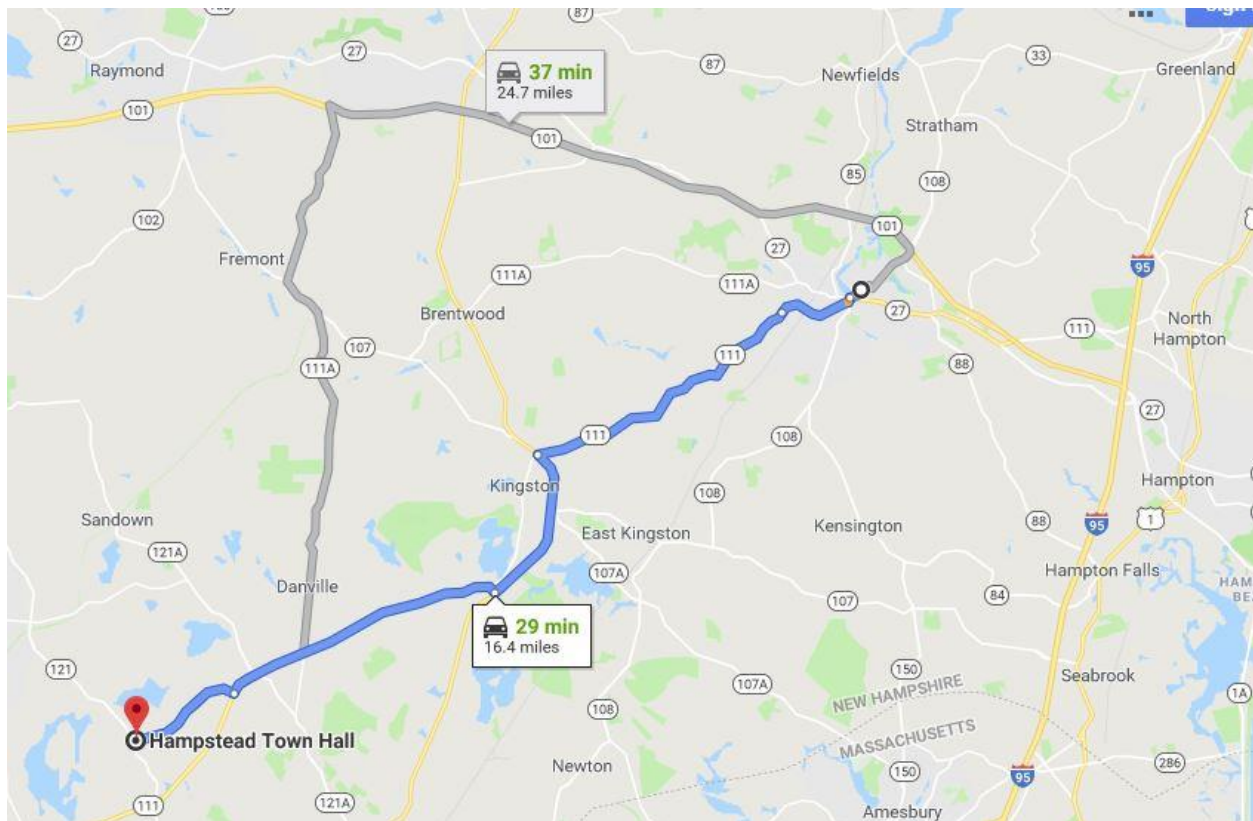 87
27
Raymond
27
37 min
24.7 miles
87
Newfields
33
Greenland
101
101
Stratham
85
108
102
Fremont
111A
27
101
111A
95
Brentwood
27
111
North
Hampton
107
111
88
111A
27
111
108
Kingston
108
Hampton
Sandown
East Kingston
Kensington
88
95
1
121A
Danville
107A
Hampton Falls
107
84
29 min
16.4 miles
121
150
Seabrook
107A
NEW HAMPSHIRE
1A
108
MASSACHUSETTS
Hampstead Town Hall
Newton
150
95
286
111
121A
Amesbury